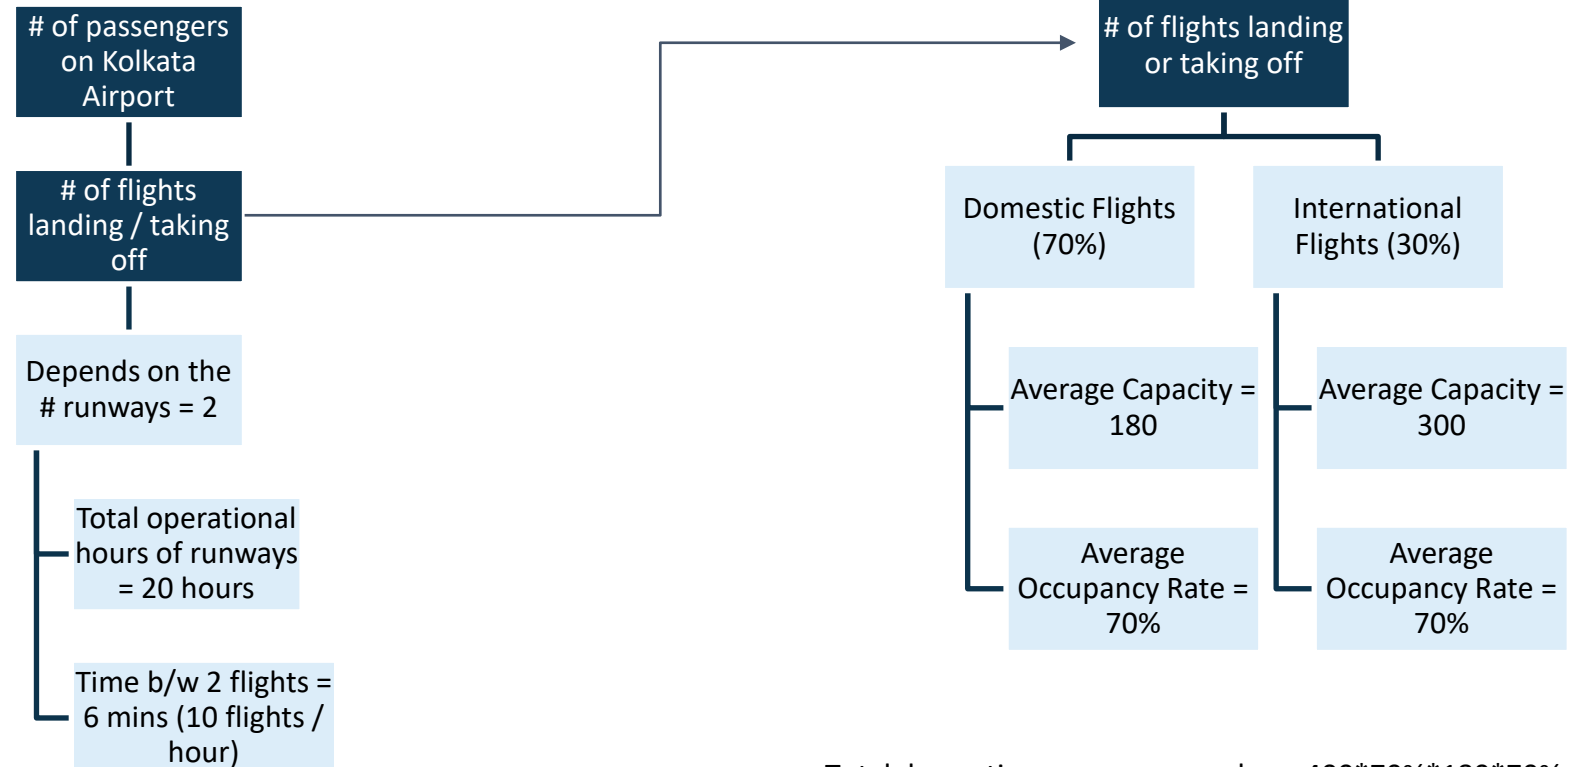 # of passengers
on Kolkata
Airport
# of flights
landing / taking
off
Depends on the
# runways = 2
Total operational
hours of runways
= 20 hours
Time b/w 2 flights =
6 mins (10 flights /
hour)
# of flights landing
or taking off
Domestic Flights
(70%)
Average Capacity =
180
Average
Occupancy Rate =
70%
International
Flights (30%)
Average Capacity =
300
Average
Occupancy Rate =
70%